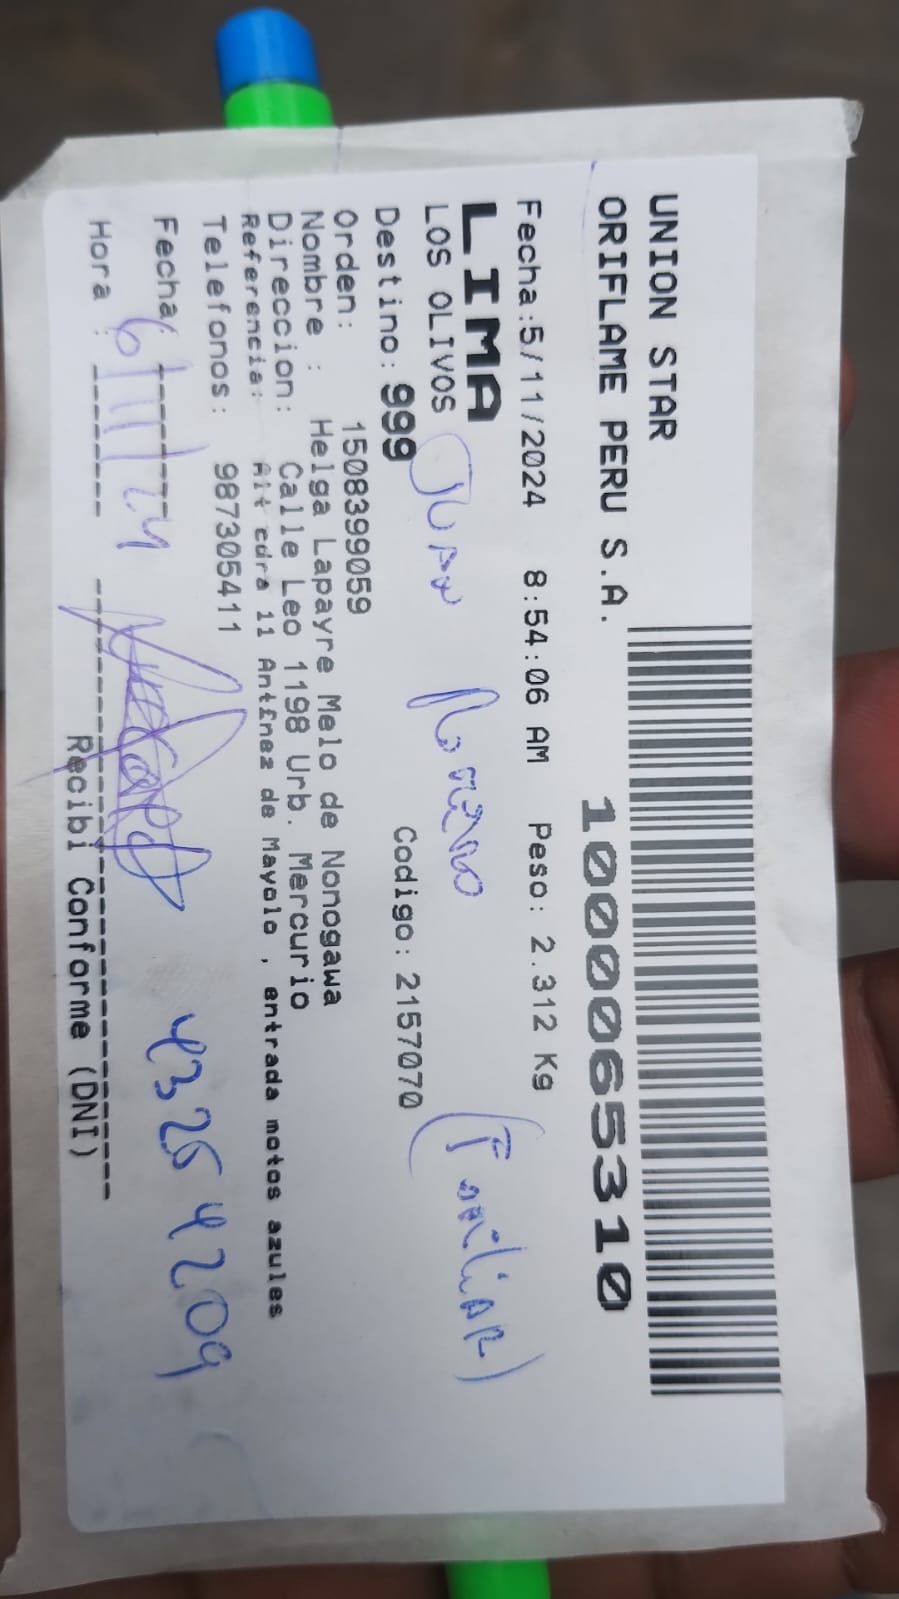 UNION STAR
ORIFLAME PERU S.A.
1000065310
Fecha:5/11/2024 8:54:06 AM Peso: 2.312 Kg
LIMA
LOS OLIVOS
Juan (Familiar)
Destino: 999 Codigo: 2157070
Orden: 1508399059
Nombre : Helga Lapayre Melo de Nonogawa
Direccion: Calle Leo 1198 Urb. Mercurio
Referencia: Alt cdra 11 Antúnez de Mayolo , entrada motos azules
Telefonos: 987305411
Fecha: 6/11/24 43254209
Hora :
Recibi Conforme (DNI)